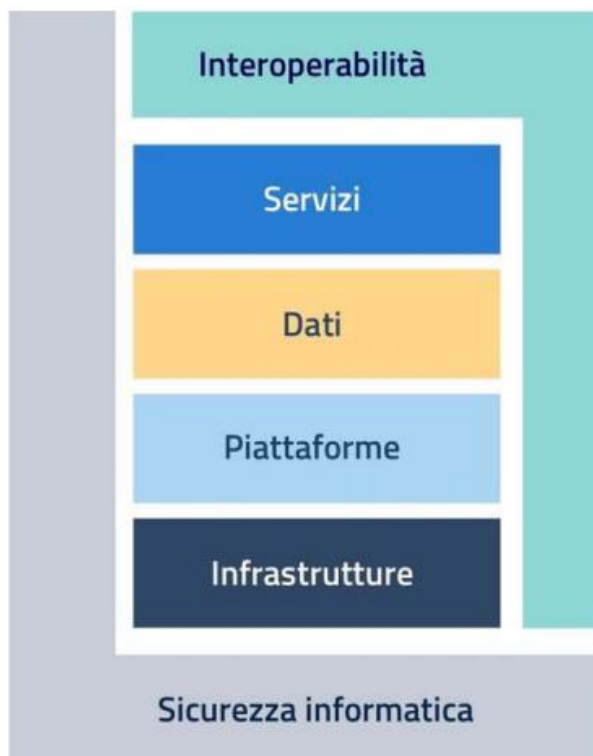 Interoperabilità
Servizi
Dati
Piattaforme
Infrastrutture
Sicurezza informatica